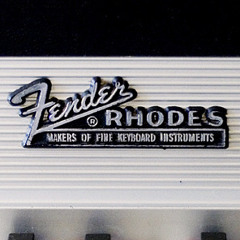 Fender
® RHODES
MAKERS OF FINE KEYBOARD INSTRUMENTS